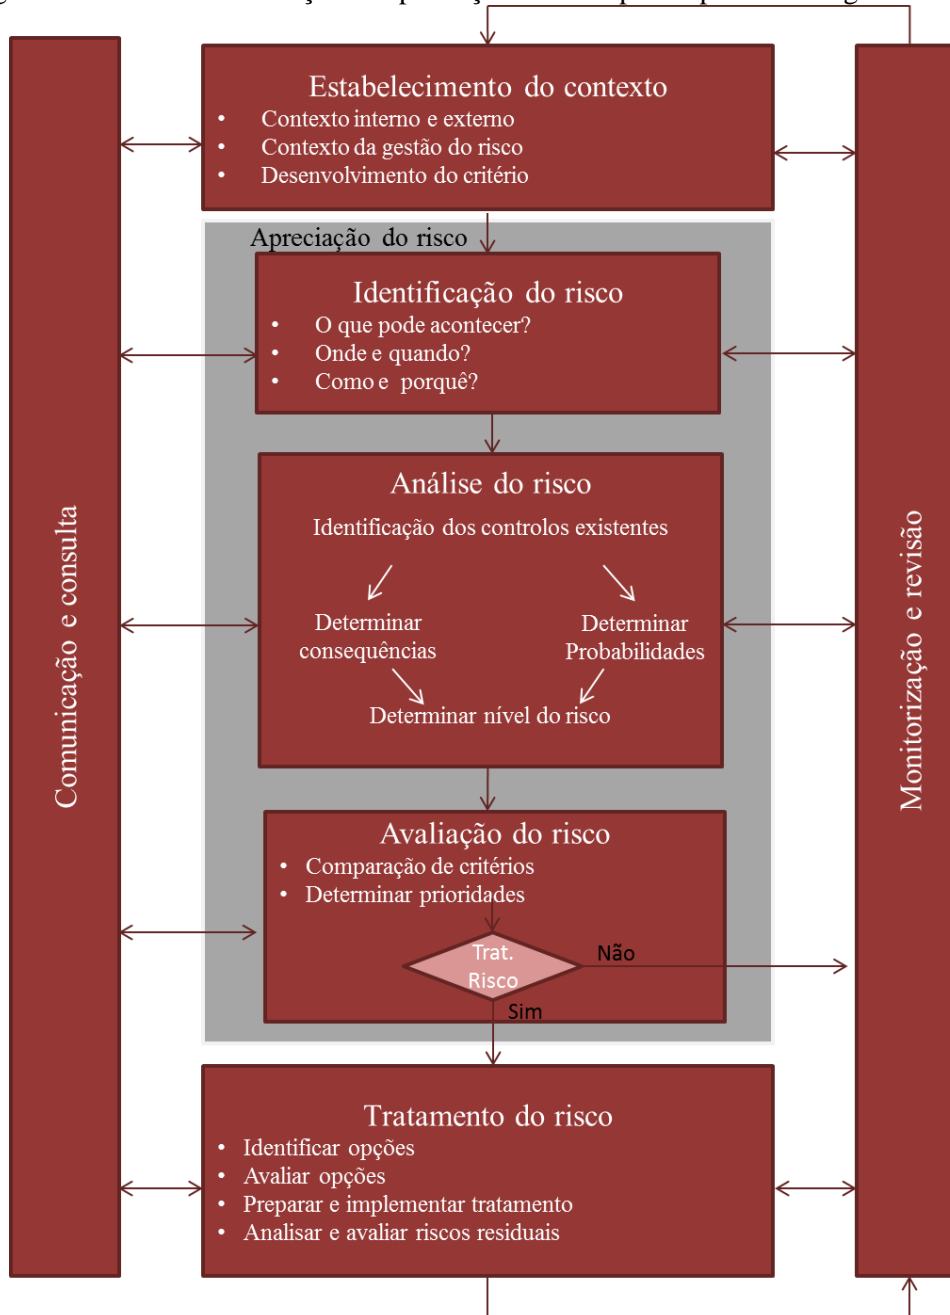 Estabelecimento do contexto
• Contexto interno e externo
• Contexto da gestão do risco
• Desenvolvimento do critério
Apreciação do risco
Identificação do risco
• O que pode acontecer?
• Onde e quando?
• Como e porquê?
Análise do risco
Identificação dos controlos existentes
Determinar
consequências
Determinar
Probabilidades
Determinar nível do risco
Avaliação do risco
• Comparação de critérios
• Determinar prioridades
Trat.
Risco
Não
Sim
Tratamento do risco
• Identificar opções
• Avaliar opções
• Preparar e implementar tratamento
• Analisar e avaliar riscos residuais
Comunicação e consulta
Monitorização e revisão